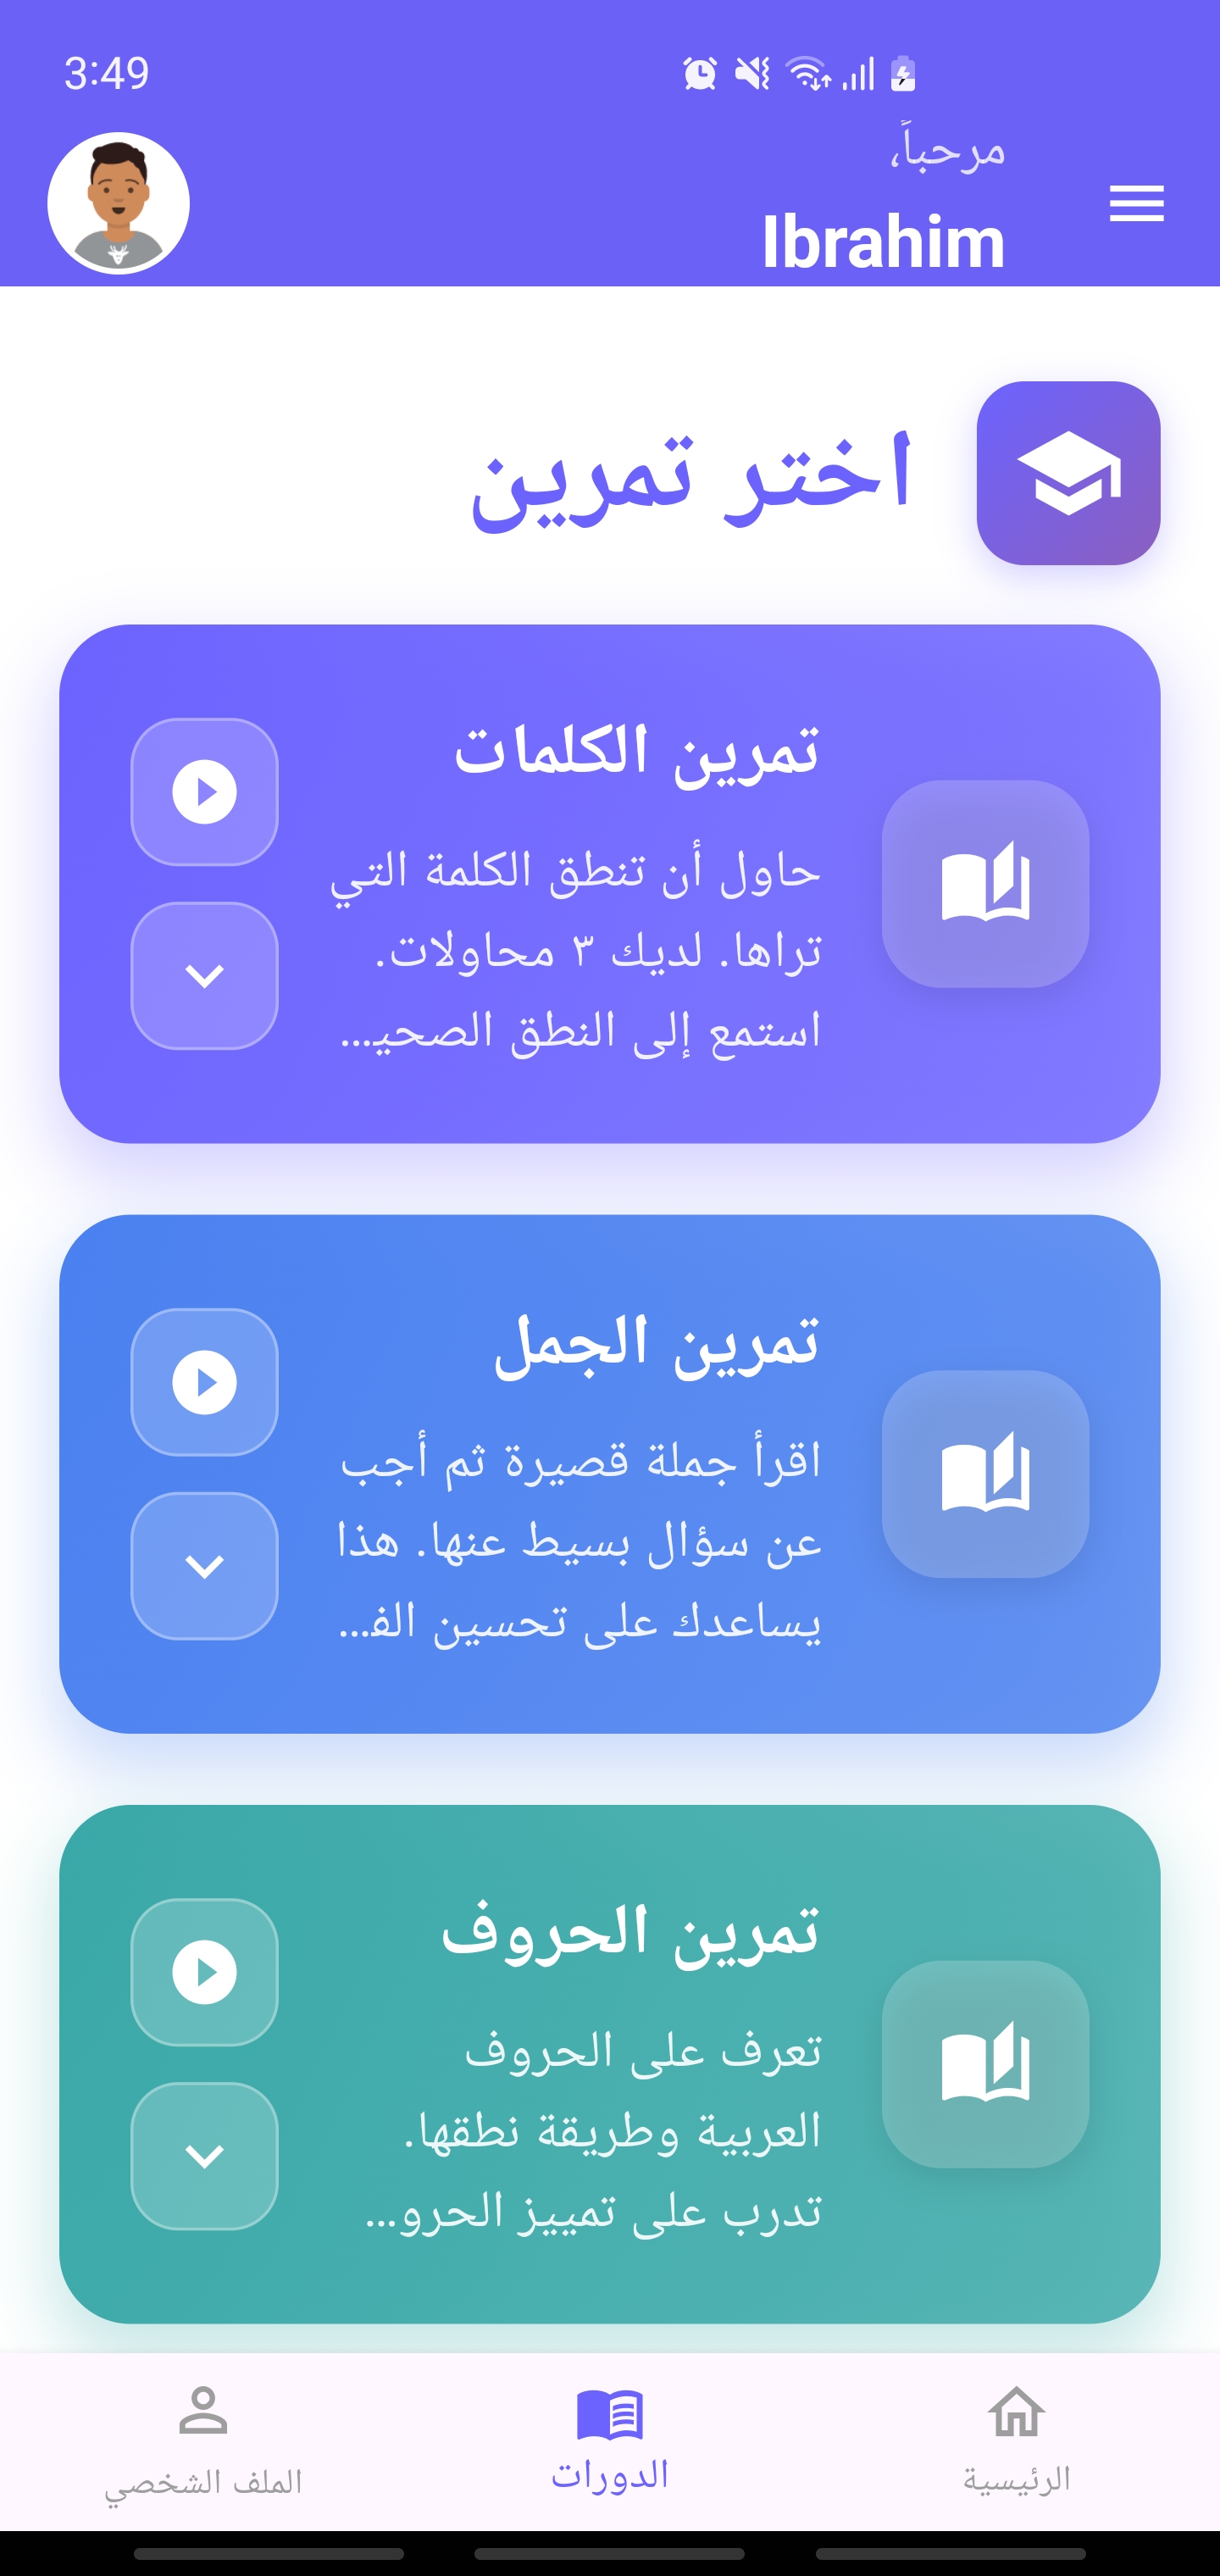 3:49
مرحباً،
Ibrahim
اختر تمرين
تمرين الكلمات
حاول أن تنطق الكلمة التي
تراها. لديك ٣ محاولات.
استمع إلى النطق الصحيـ...
تمرين الجمل
اقرأ جملة قصيرة ثم أجب
عن سؤال بسيط عنها. هذا
يساعدك على تحسين الفـ...
تمرين الحروف
تعرف على الحروف
العربية وطريقة نطقها.
تدرب على تمييز الحرو...
الرئيسية
الدورات
الملف الشخصي